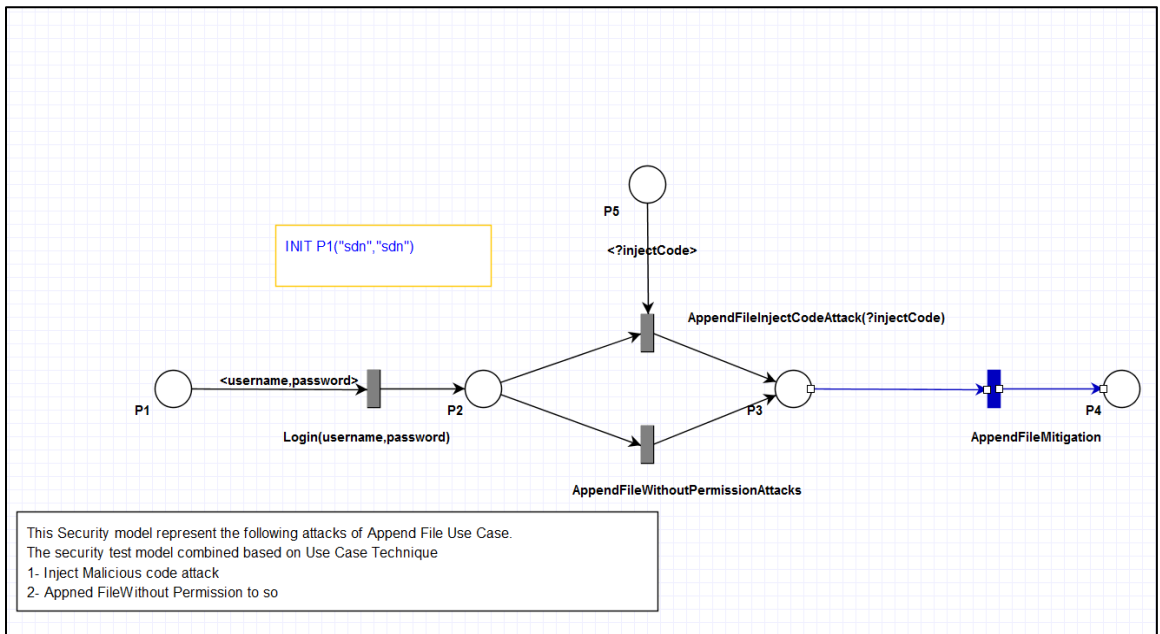 P5
INIT P1("sdn","sdn")
<?injectCode>
AppendFileInjectCodeAttack(?injectCode)
<username,password>
P1
P2
P3
P4
Login(username,password)
AppendFileMitigation
AppendFileWithoutPermissionAttacks
This Security model represent the following attacks of Append File Use Case.
The security test model combined based on Use Case Technique
1- Inject Malicious code attack
2- Appned FileWithout Permission to so